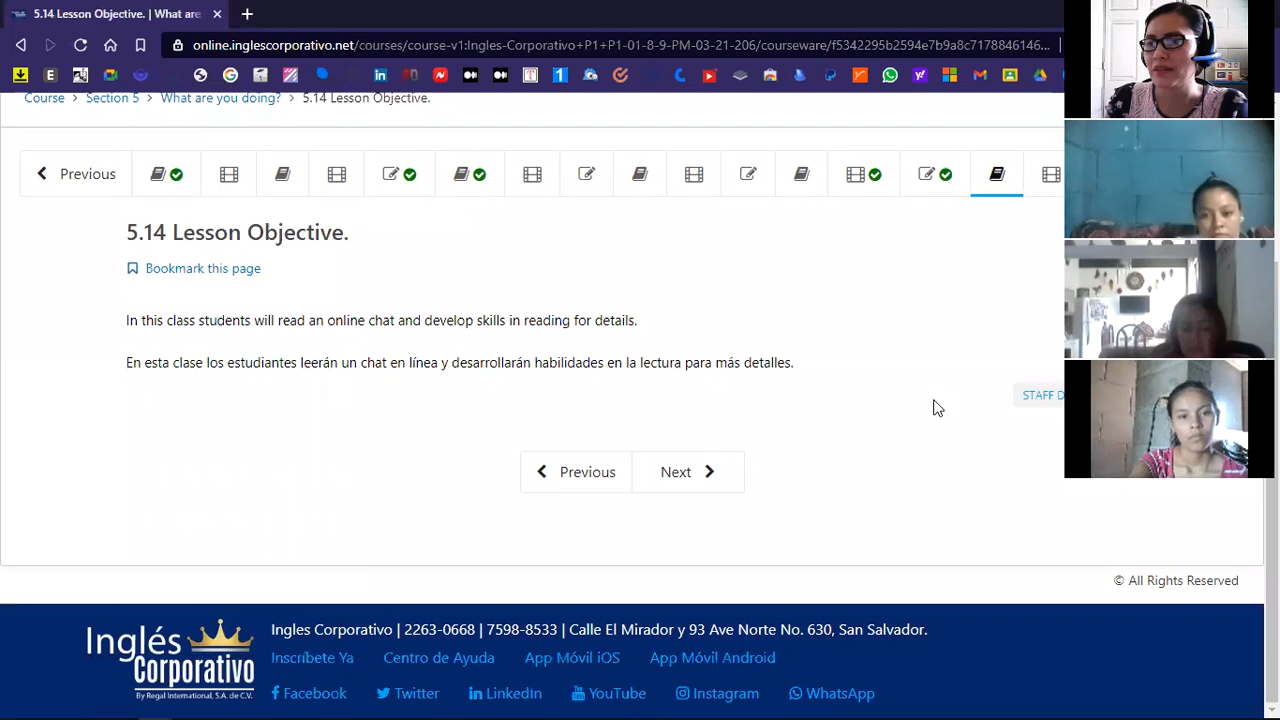 5.14 Lesson Objective. | What are
online.inglescorporativo.net/courses/course-v1:Ingles-Corporativo+P1+P1-01-8-9-PM-03-21-206/courseware/f5342295b2594e7b9a8c7178846146...
Course > Section 5 > What are you doing? > 5.14 Lesson Objective.
Previous
5.14 Lesson Objective.
Bookmark this page
In this class students will read an online chat and develop skills in reading for details.
En esta clase los estudiantes leerán un chat en línea y desarrollarán habilidades en la lectura para más detalles.
STAFF D
Previous Next
© All Rights Reserved
Inglés Corporativo
By Regal International, S.A. de C.V.
Ingles Corporativo | 2263-0668 | 7598-8533 | Calle El Mirador y 93 Ave Norte No. 630, San Salvador.
Inscríbete Ya Centro de Ayuda App Móvil iOS App Móvil Android
Facebook Twitter LinkedIn YouTube Instagram WhatsApp